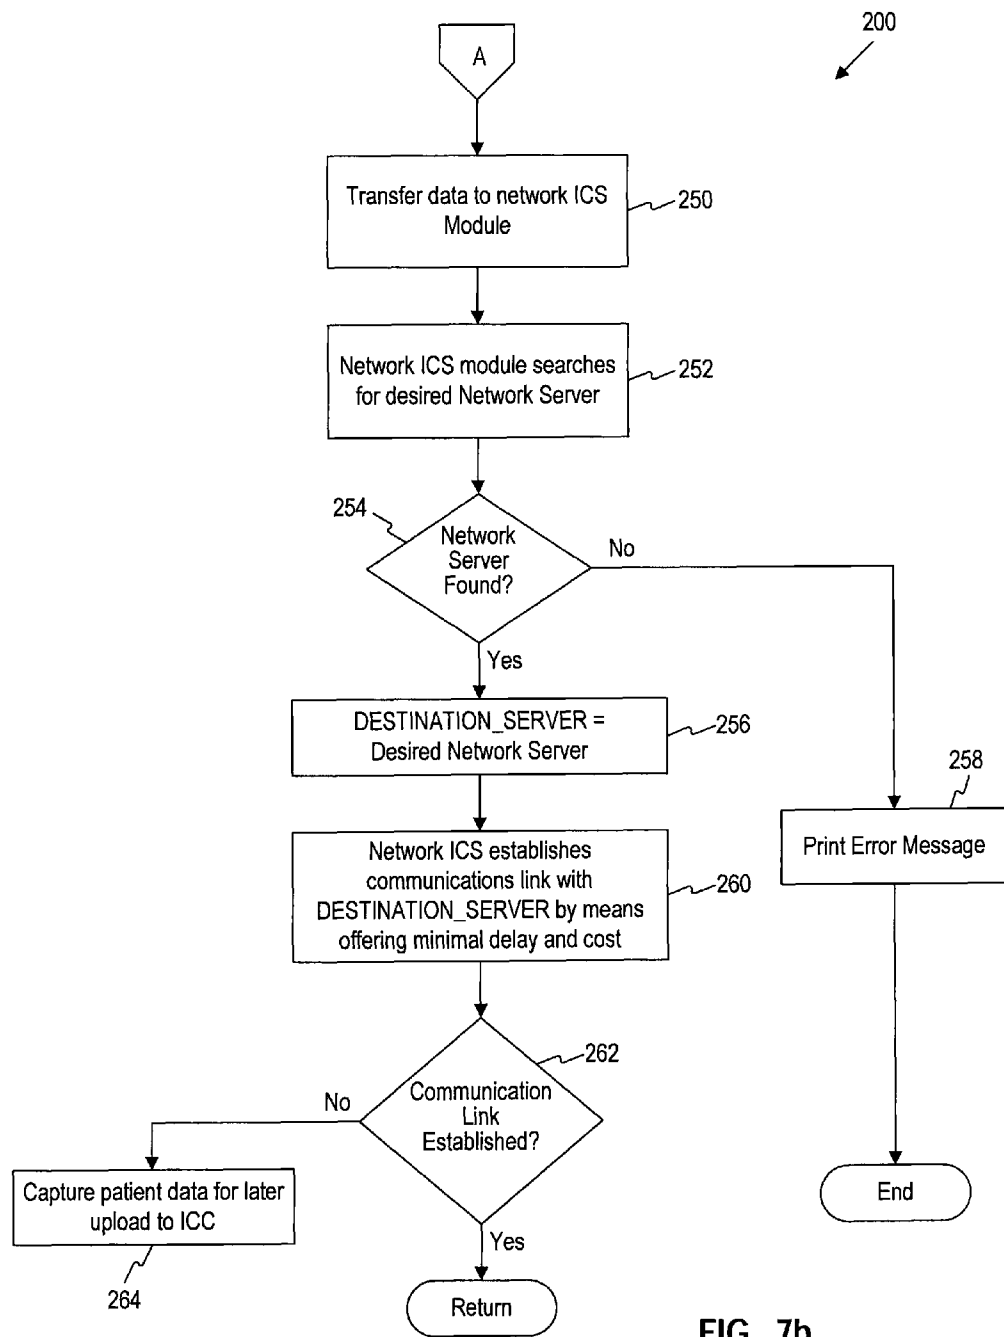 200
A
Transfer data to network ICS
Module
250
Network ICS module searches
for desired Network Server
252
254
Network
Server
Found?
No
Yes
DESTINATION_SERVER =
Desired Network Server
256
258
Print Error Message
Network ICS establishes
communications link with
DESTINATION_SERVER by means
offering minimal delay and cost
260
262
Communication
Link
Established?
No
Capture patient data for later
upload to ICC
264
Yes
End
Return
FIG. 7b